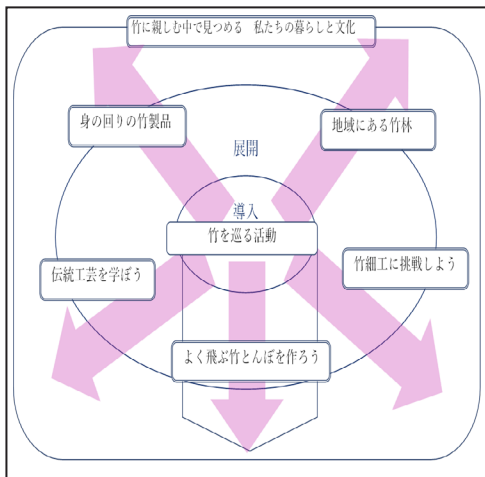 竹に親しむ中で見つめる　私たちの暮らしと文化
身の回りの竹製品
地域にある竹林
展開
導入
竹を巡る活動
伝統工芸を学ぼう
竹細工に挑戦しよう
よく飛ぶ竹とんぼを作ろう